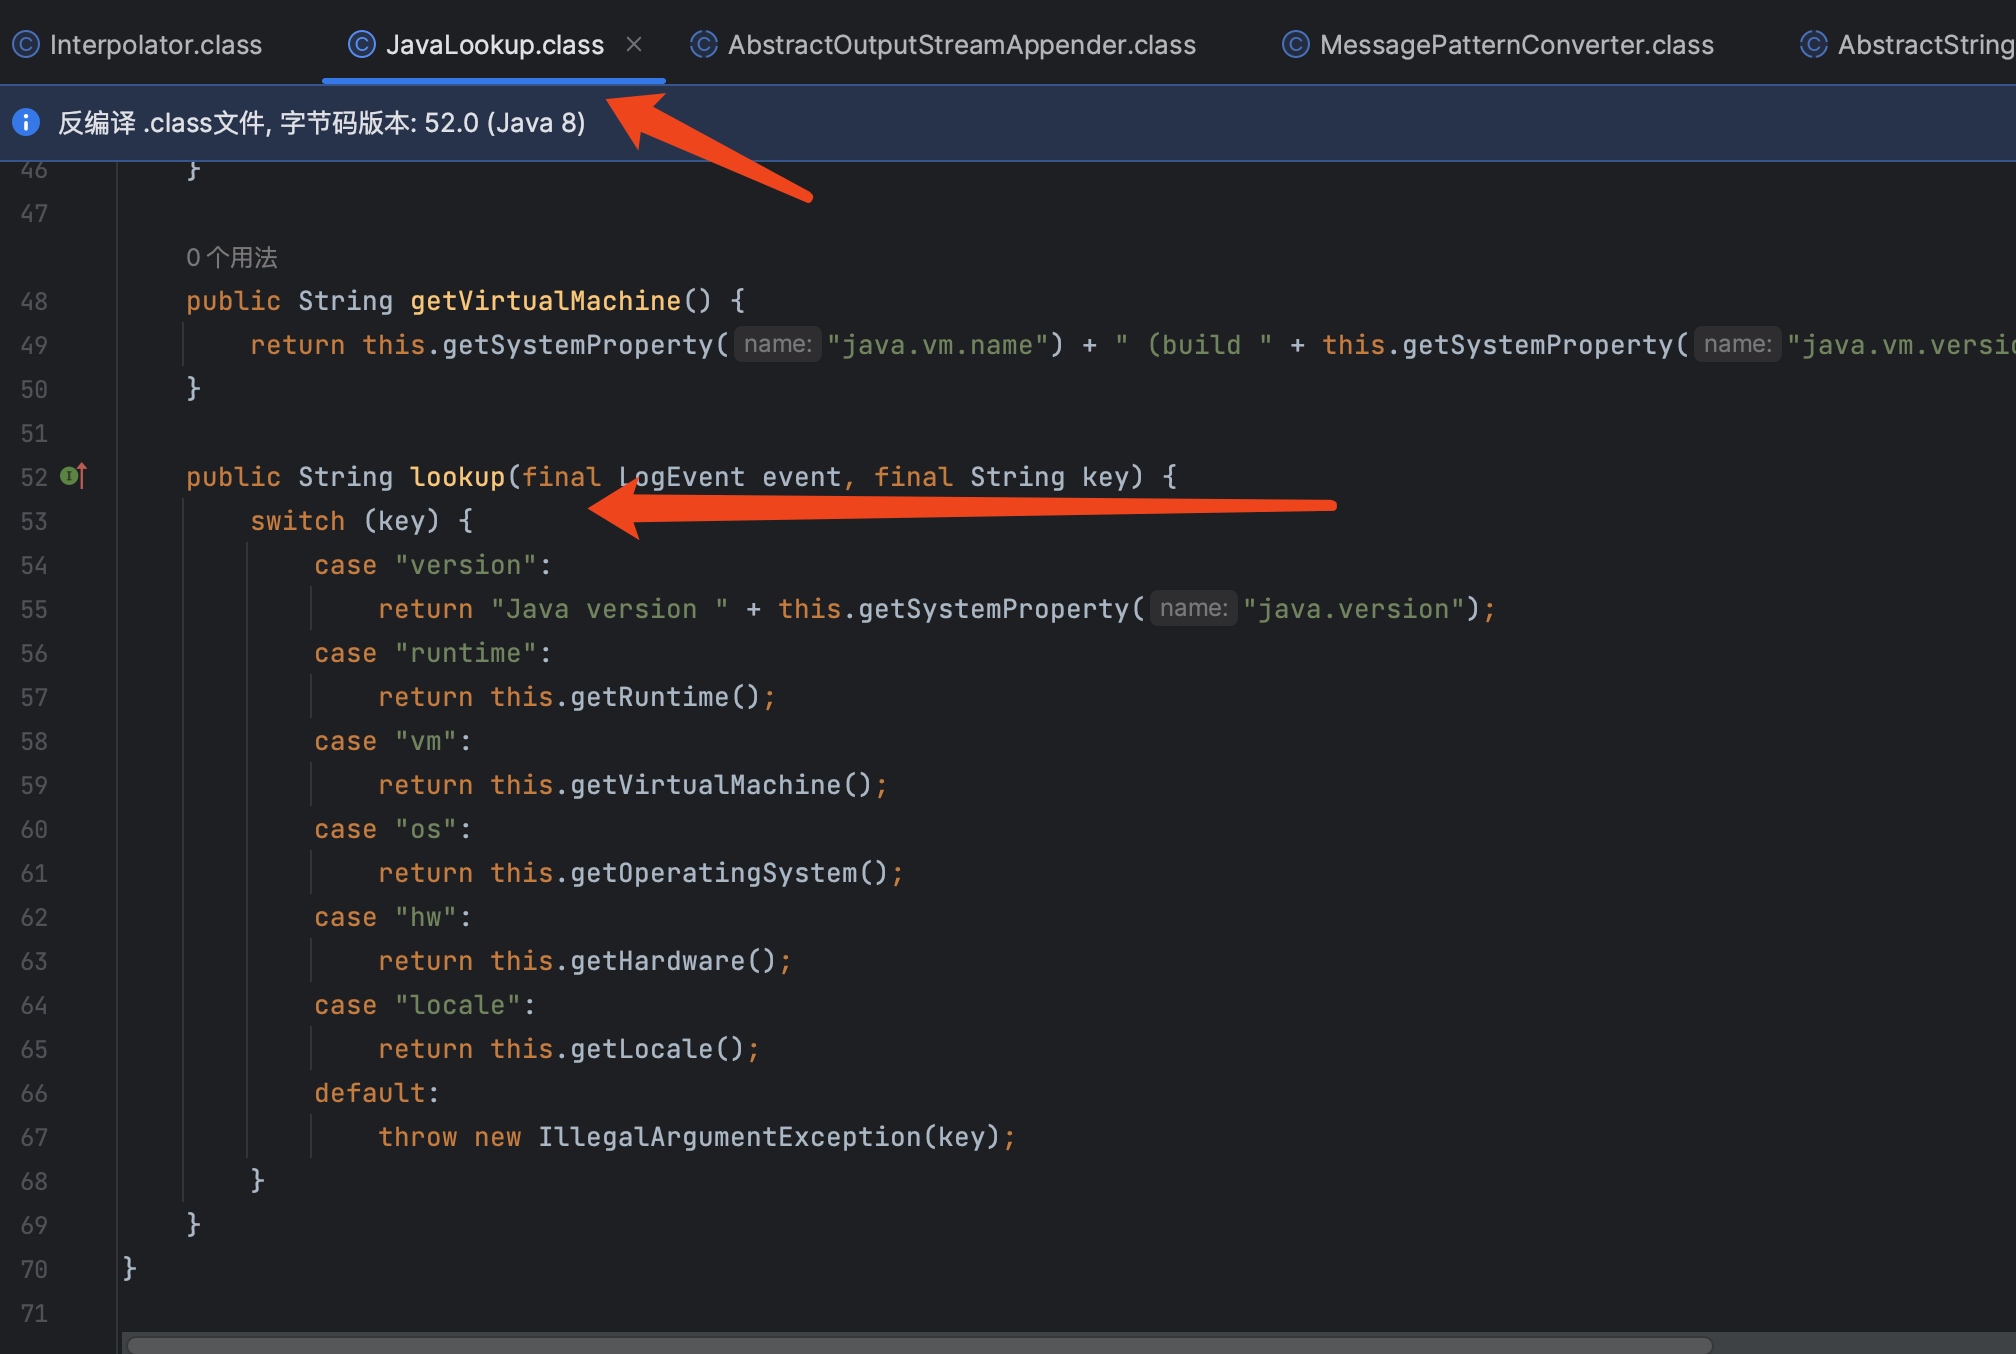 Interpolator.class JavaLookup.class AbstractOutputStreamAppender.class MessagePatternConverter.class AbstractString
反编译 .class文件, 字节码版本: 52.0 (Java 8)
46 }
47
0 个用法
48 public String getVirtualMachine() {
49 return this.getSystemProperty( name: "java.vm.name") + " (build " + this.getSystemProperty( name: "java.vm.versio
50 }
51
52 public String lookup(final LogEvent event, final String key) {
53 switch (key) {
54 case "version":
55 return "Java version " + this.getSystemProperty( name: "java.version");
56 case "runtime":
57 return this.getRuntime();
58 case "vm":
59 return this.getVirtualMachine();
60 case "os":
61 return this.getOperatingSystem();
62 case "hw":
63 return this.getHardware();
64 case "locale":
65 return this.getLocale();
66 default:
67 throw new IllegalArgumentException(key);
68 }
69 }
70 }
71